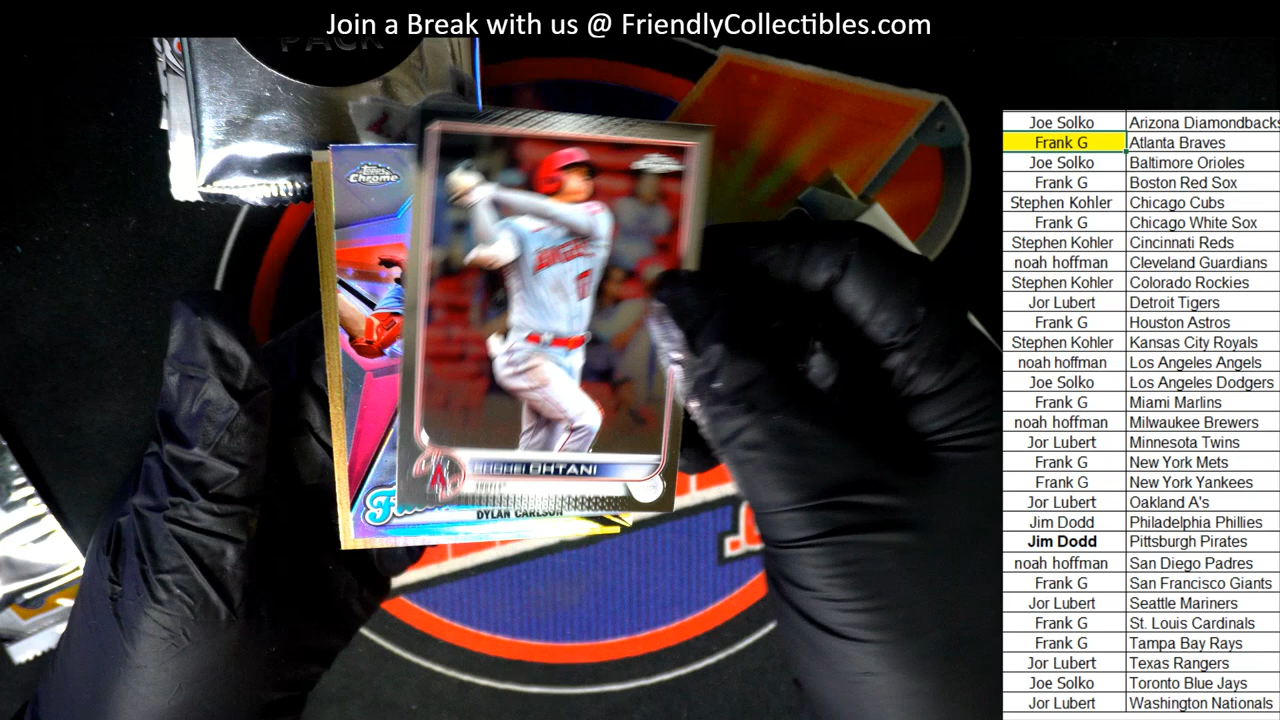 Join a Break with us @ FriendlyCollectibles.com
PACK
Topps
Chrome
ANGELS
17
OHTANI
DYLAN CARLSON
Joe Solko Arizona Diamondbacks
Frank G Atlanta Braves
Joe Solko Baltimore Orioles
Frank G Boston Red Sox
Stephen Kohler Chicago Cubs
Frank G Chicago White Sox
Stephen Kohler Cincinnati Reds
noah hoffman Cleveland Guardians
Stephen Kohler Colorado Rockies
Jor Lubert Detroit Tigers
Frank G Houston Astros
Stephen Kohler Kansas City Royals
noah hoffman Los Angeles Angels
Joe Solko Los Angeles Dodgers
Frank G Miami Marlins
noah hoffman Milwaukee Brewers
Jor Lubert Minnesota Twins
Frank G New York Mets
Frank G New York Yankees
Jor Lubert Oakland A's
Jim Dodd Philadelphia Phillies
Jim Dodd Pittsburgh Pirates
noah hoffman San Diego Padres
Frank G San Francisco Giants
Jor Lubert Seattle Mariners
Frank G St. Louis Cardinals
Frank G Tampa Bay Rays
Jor Lubert Texas Rangers
Joe Solko Toronto Blue Jays
Jor Lubert Washington Nationals